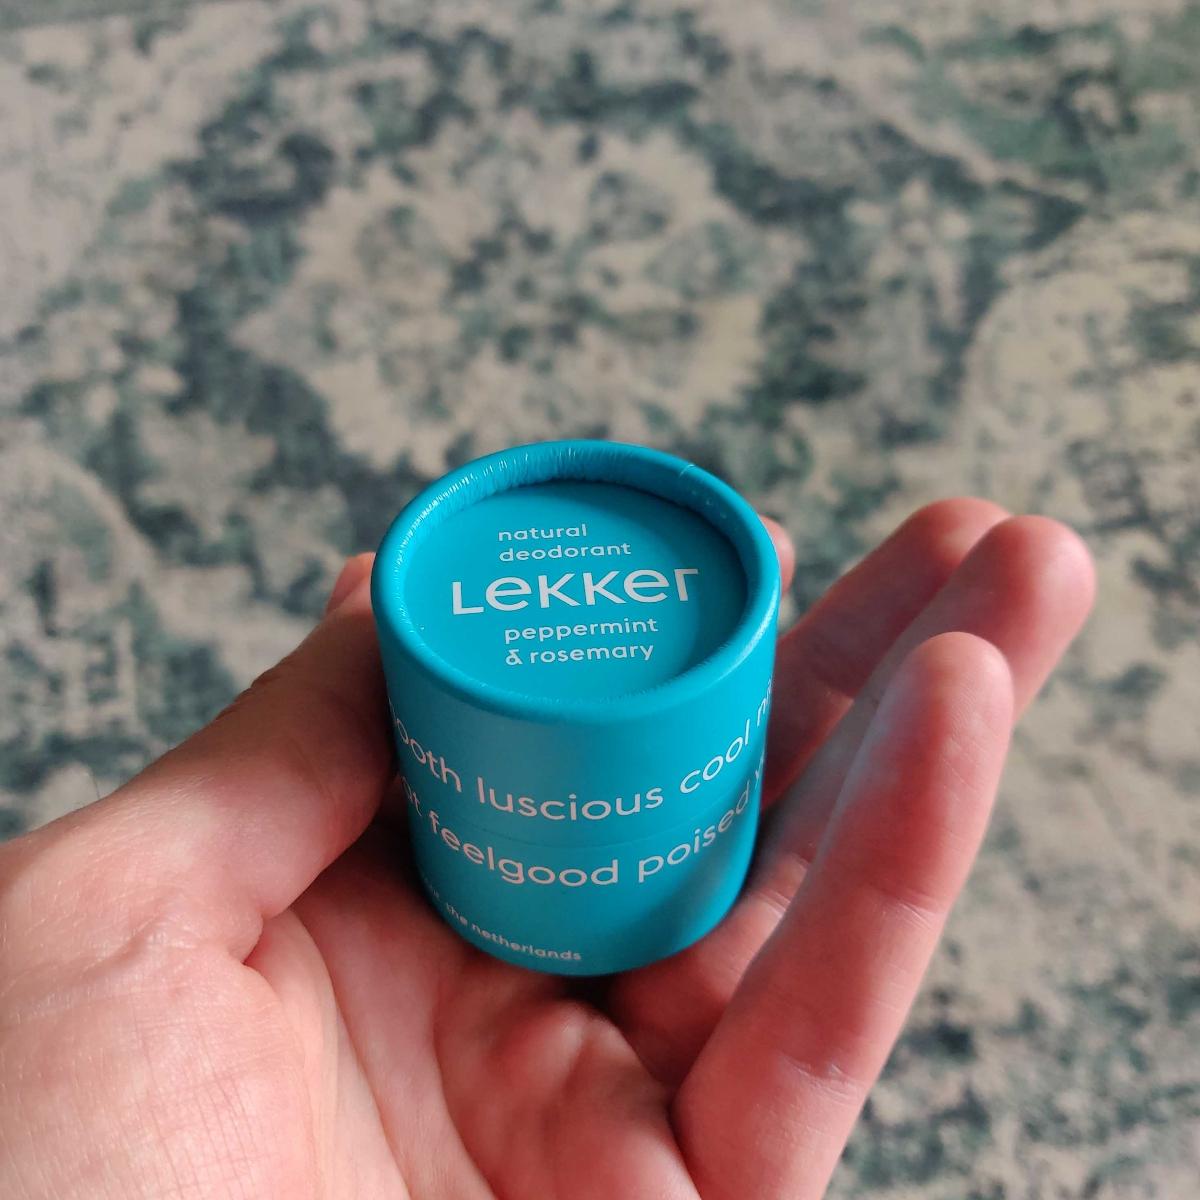 natural
deodorant
Lekker
peppermint
& rosemary
luscious cool
feelgood poised
the netherlands